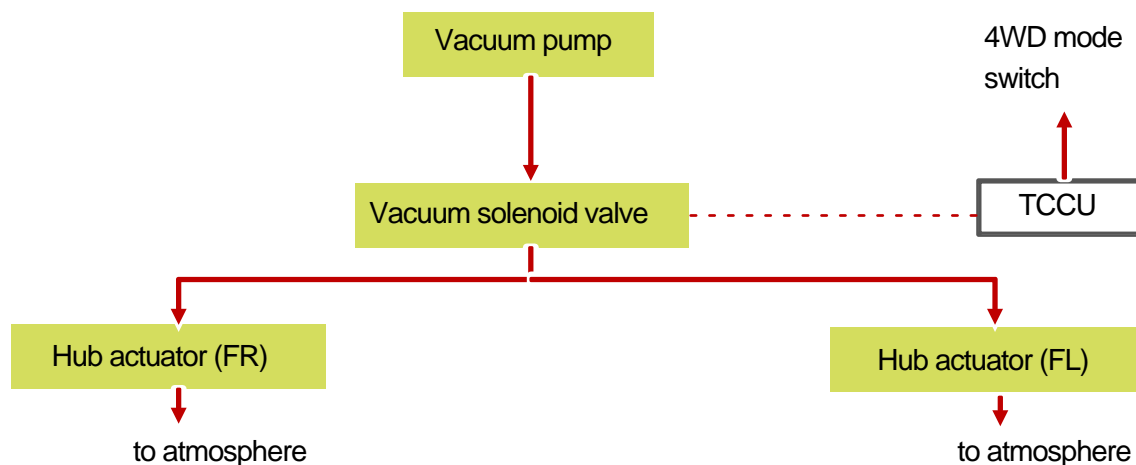 Vacuum pump
4WD mode
switch
Vacuum solenoid valve
TCCU
Hub actuator (FR)
Hub actuator (FL)
to atmosphere
to atmosphere